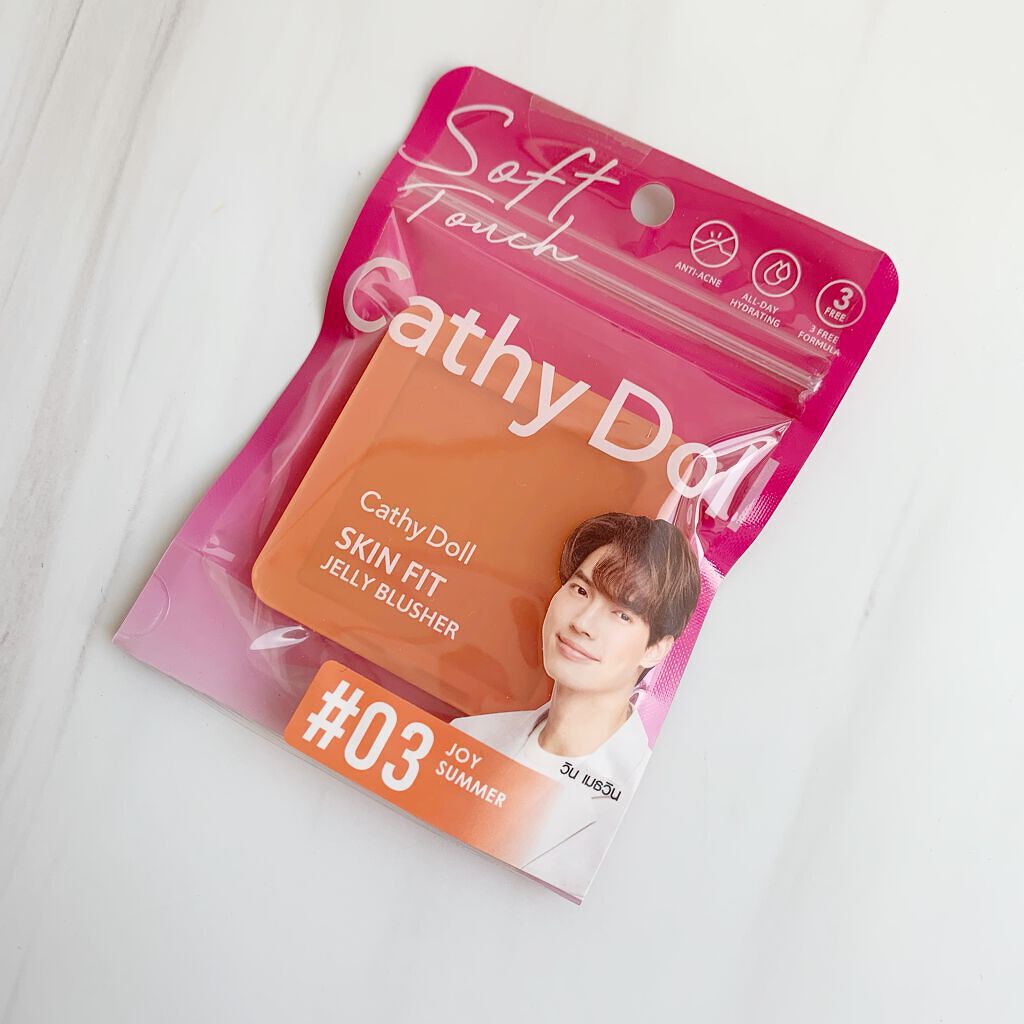 Soft
Touch
ANTI-ACNE
ALL-DAY
HYDRATING
3
FREE
3 FREE
FORMULA
Cathy Doll
Cathy Doll
SKIN FIT
JELLY BLUSHER
#03
JOY
SUMMER
วิน เมธวิน